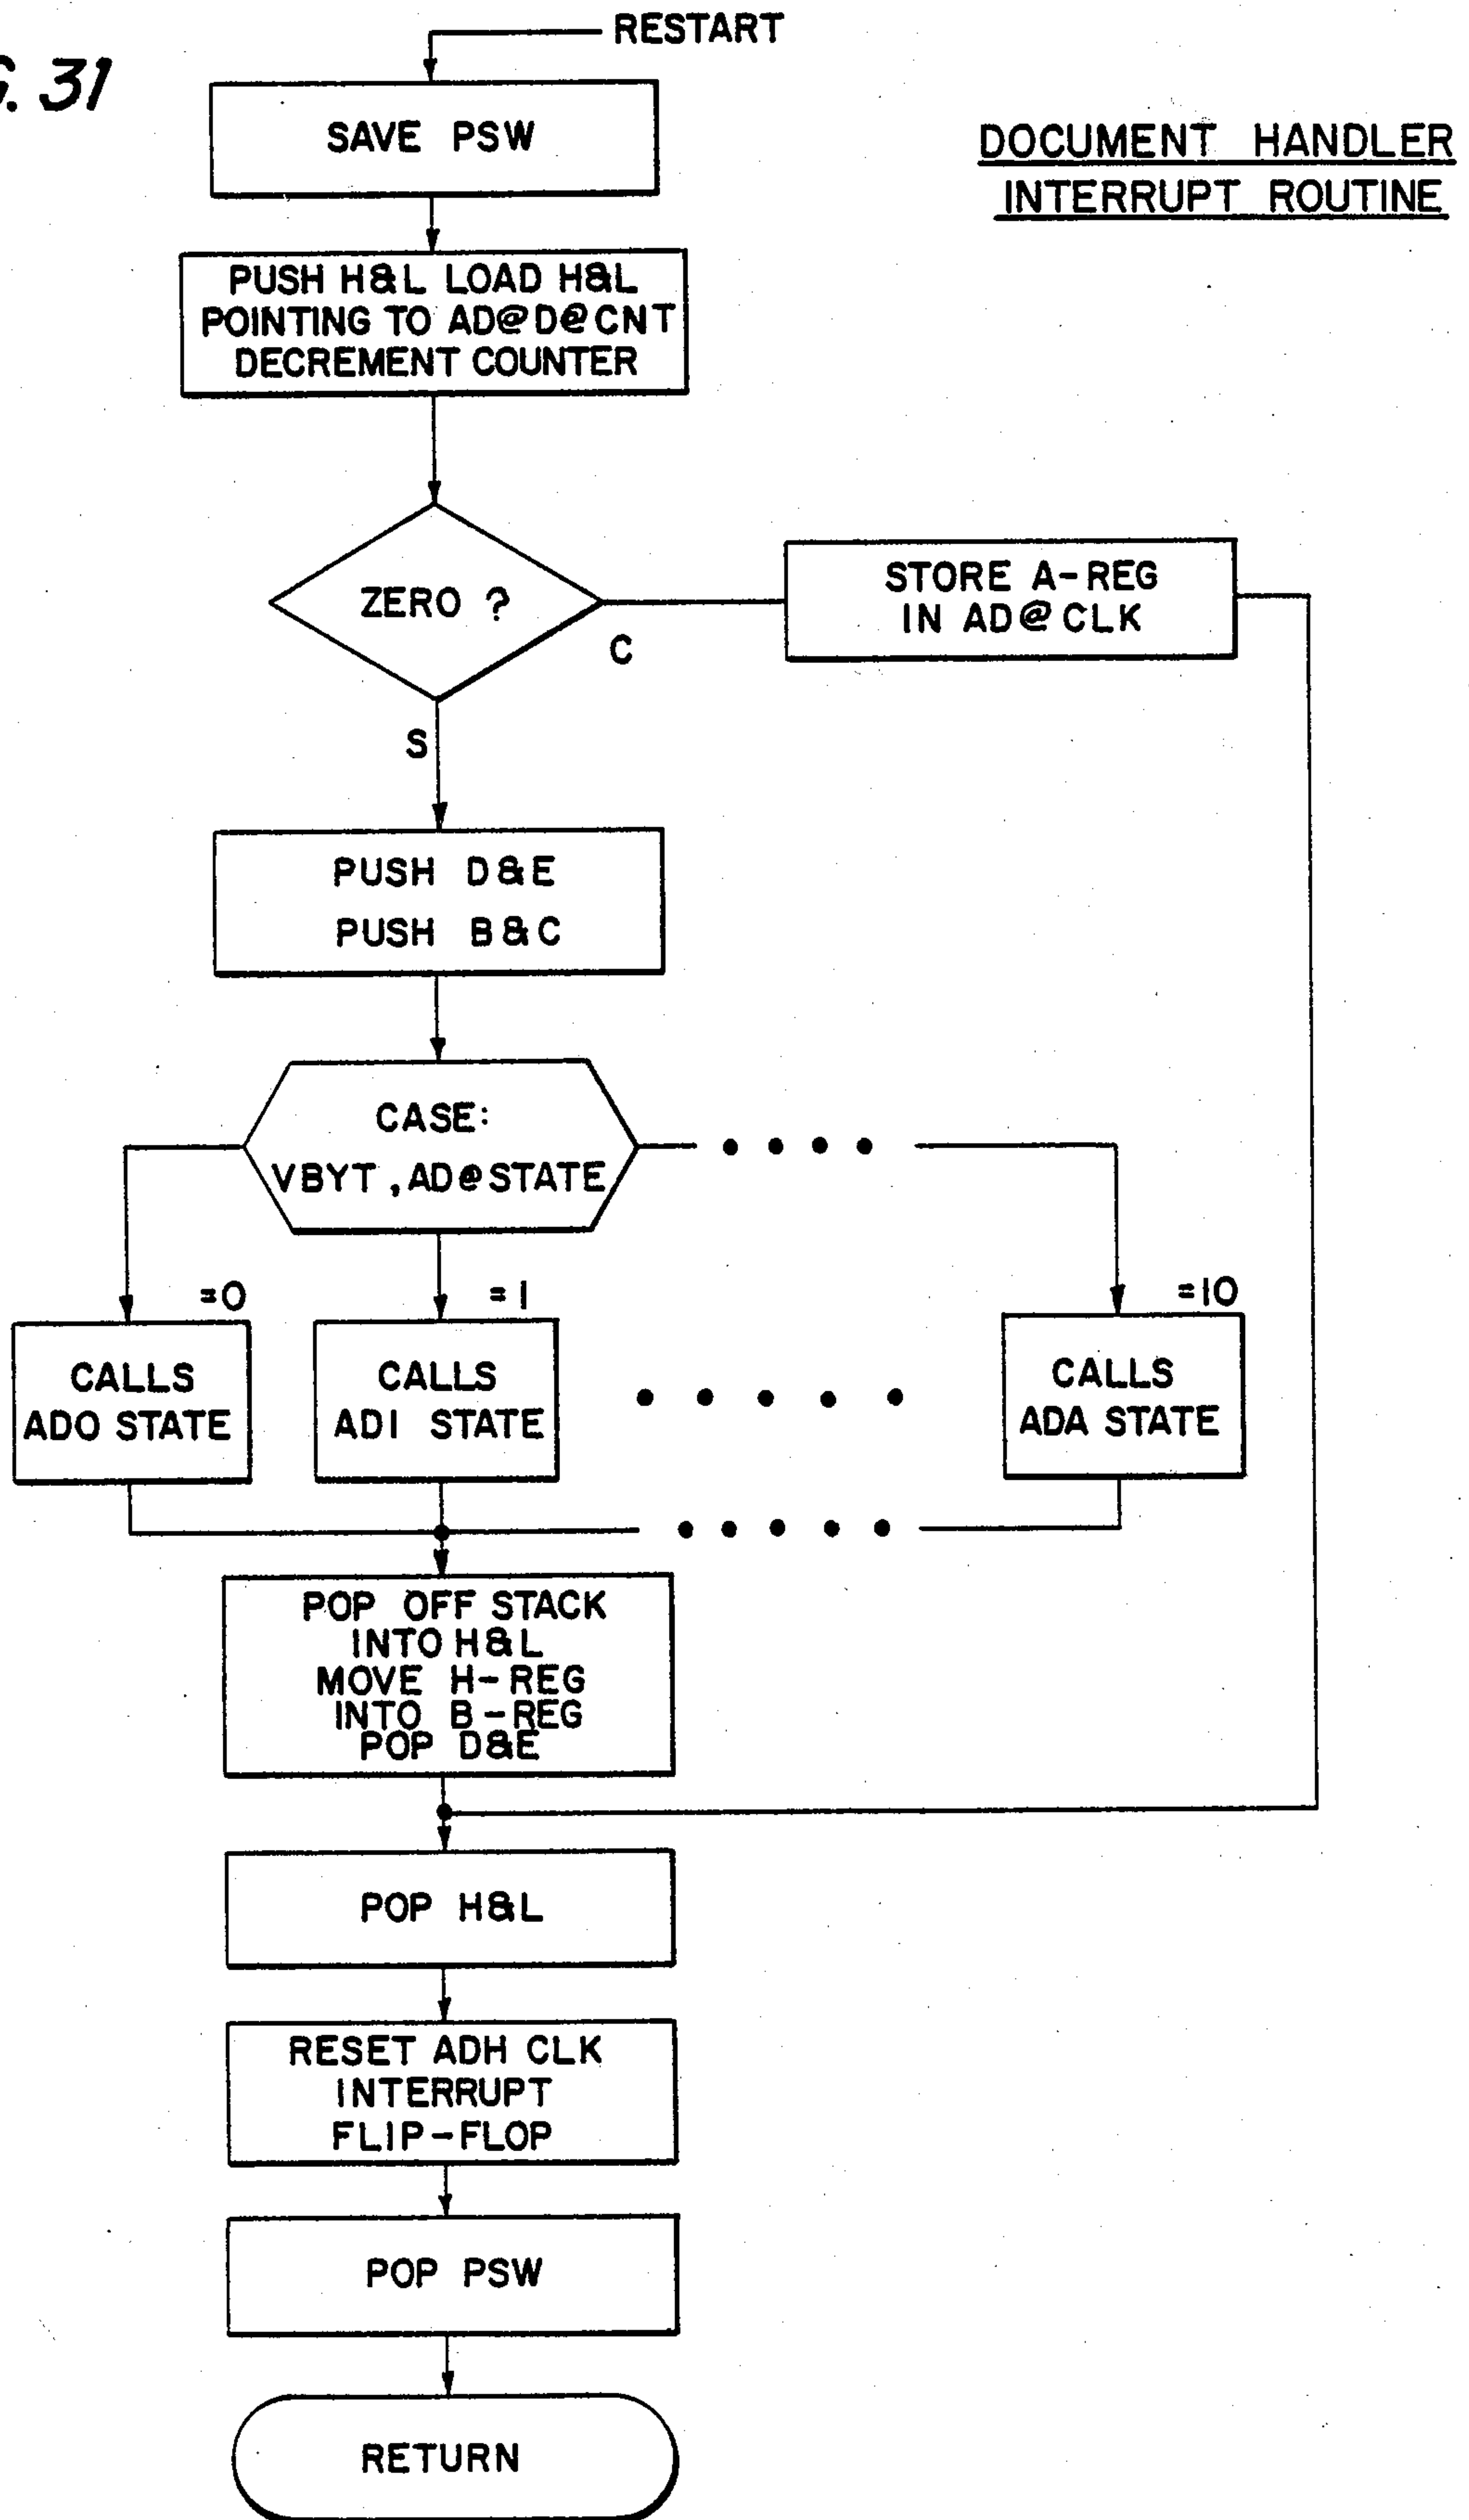 G. 31
RESTART
SAVE PSW
DOCUMENT HANDLER
INTERRUPT ROUTINE
PUSH H&L LOAD H&L
POINTING TO AD@D@CNT
DECREMENT COUNTER
ZERO ?
C
STORE A-REG
IN AD@CLK
S
PUSH D&E
PUSH B&C
CASE:
VBYT, AD@STATE
=0
=1
=10
CALLS
ADO STATE
CALLS
ADI STATE
CALLS
ADA STATE
POP OFF STACK
INTO H&L
MOVE H-REG
INTO B-REG
POP D&E
POP H&L
RESET ADH CLK
INTERRUPT
FLIP-FLOP
POP PSW
RETURN